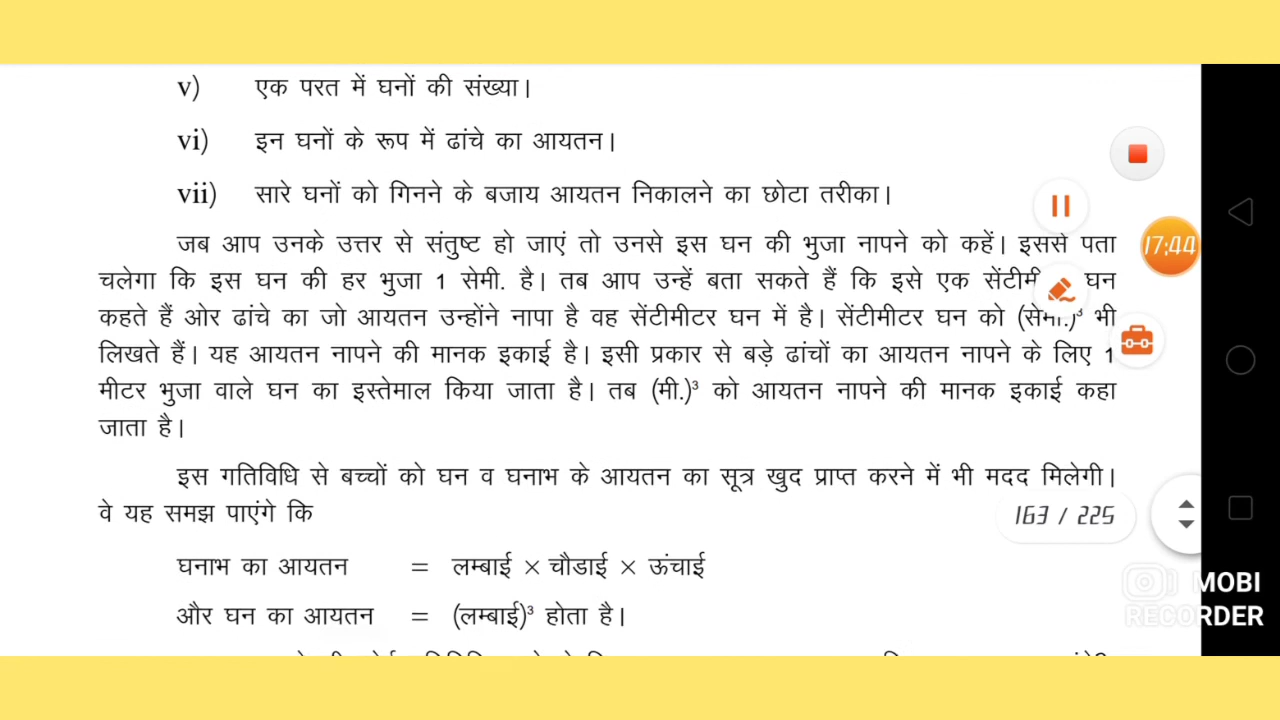 v) एक परत में घनों की संख्या।
vi) इन घनों के रूप में ढांचे का आयतन।
vii) सारे घनों को गिनने के बजाय आयतन निकालने का छोटा तरीका।
जब आप उनके उत्तर से संतुष्ट हो जाएं तो उनसे इस घन की भुजा नापने को कहें। इससे पता
17:44
चलेगा कि इस घन की हर भुजा 1 सेमी. है। तब आप उन्हें बता सकते हैं कि इसे एक घन
कहते हैं ओर ढांचे का जो आयतन उन्होंने नापा है वह सेंटीमीटर घन में है। सेंटीमीटर घन को (सेमी.)³ भी
लिखते हैं। यह आयतन नापने की मानक इकाई है। इसी प्रकार से बड़े ढांचों का आयतन नापने के लिए 1
मीटर भुजा वाले घन का इस्तेमाल किया जाता है। तब (मी.)³ को आयतन नापने की मानक इकाई कहा
जाता है।
इस गतिविधि से बच्चों को घन व घनाभ के आयतन का सूत्र खुद प्राप्त करने में भी मदद मिलेगी।
वे यह समझ पाएंगे कि
163 / 225
घनाभ का आयतन = लम्बाई × चौडाई × ऊंचाई
और घन का आयतन = (लम्बाई)³ होता है।
MOBI
RECORDER